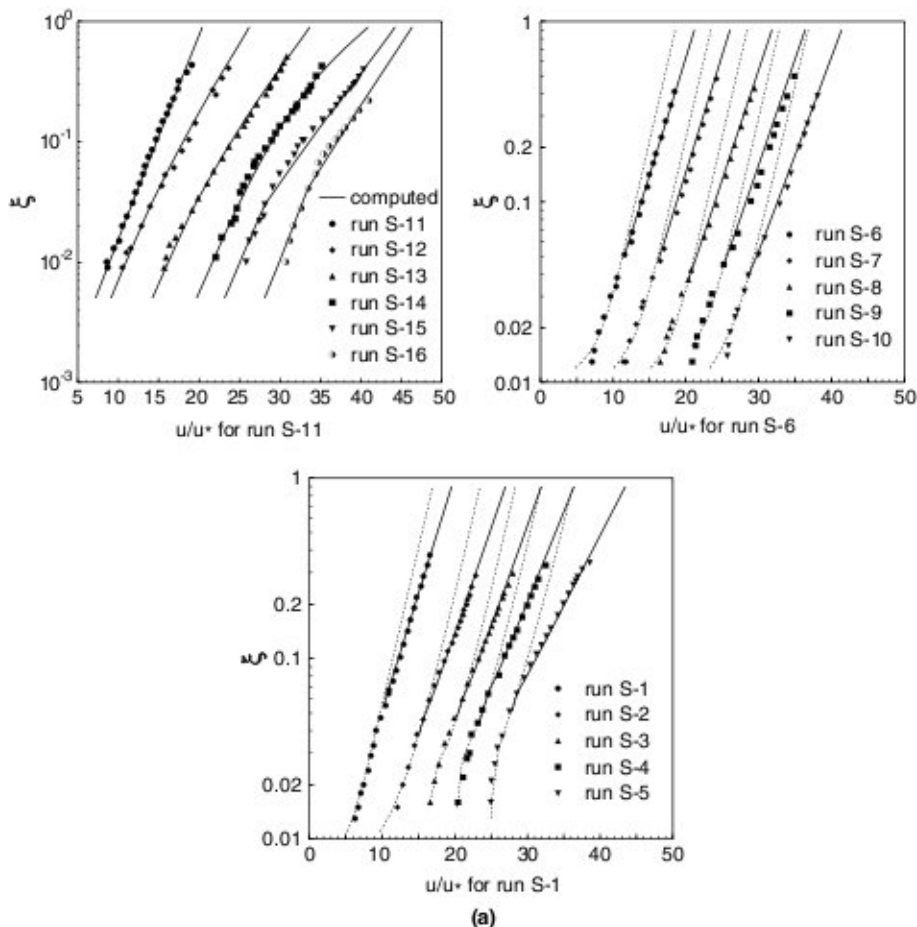 10⁰
10⁻¹
10⁻²
10⁻³
ξ
computed
run S-11
run S-12
run S-13
run S-14
run S-15
run S-16
5 10 15 20 25 30 35 40 45 50
u/u* for run S-11
1
0.2
0.1
0.02
0.01
ξ
run S-6
run S-7
run S-8
run S-9
run S-10
0 10 20 30 40 50
u/u* for run S-6
1
0.2
0.1
0.02
0.01
ξ
run S-1
run S-2
run S-3
run S-4
run S-5
0 10 20 30 40 50
u/u* for run S-1
(a)